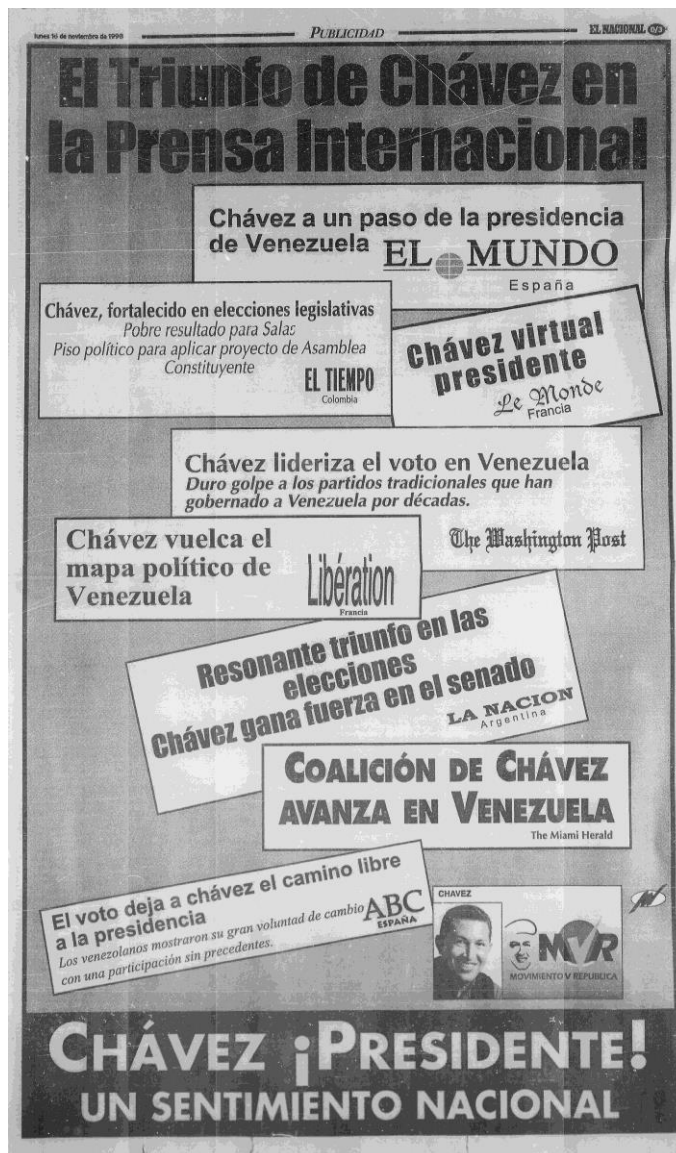 lunes 16 de noviembre de 1998
PUBLICIDAD
EL NACIONAL
El Triunfo de Chávez en
la Prensa Internacional
Chávez a un paso de la presidencia
de Venezuela
EL MUNDO
España
Chávez, fortalecido en elecciones legislativas
Pobre resultado para Salas
Piso político para aplicar proyecto de Asamblea
Constituyente
EL TIEMPO
Colombia
Chávez virtual
presidente
Le Monde
Francia
Chávez lideriza el voto en Venezuela
Duro golpe a los partidos tradicionales que han
gobernado a Venezuela por décadas.
The Washington Post
Chávez vuelca el
mapa político de
Venezuela
Libération
Francia
Resonante triunfo en las
elecciones
Chávez gana fuerza en el senado
LA NACION
Argentina
COALICIÓN DE CHÁVEZ
AVANZA EN VENEZUELA
The Miami Herald
El voto deja a chávez el camino libre
a la presidencia
Los venezolanos mostraron su gran voluntad de cambio
con una participación sin precedentes.
ABC
ESPAÑA
CHAVEZ
MVR
MOVIMIENTO V REPUBLICA
CHÁVEZ ¡PRESIDENTE!
UN SENTIMIENTO NACIONAL